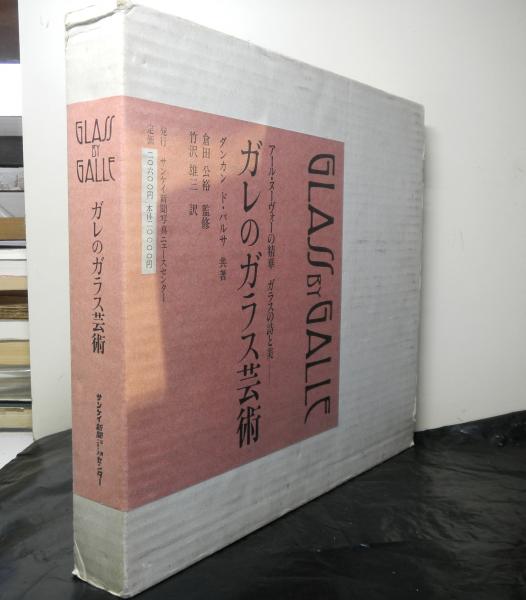 GLASS
BY
GALLE
ガレのガラス芸術
サンケイ新聞ニュースセンター
GLASS BY GALLE
アール・ヌーヴォーの精華 ガラスの詩と美──
ガレのガラス芸術
ダンカン ド・バルサ 共著
倉田 公裕 監修
竹沢 雄三 訳
発行 サンケイ新聞写真ニュースセンター
定価 二〇六〇〇円 本体二〇〇〇〇円